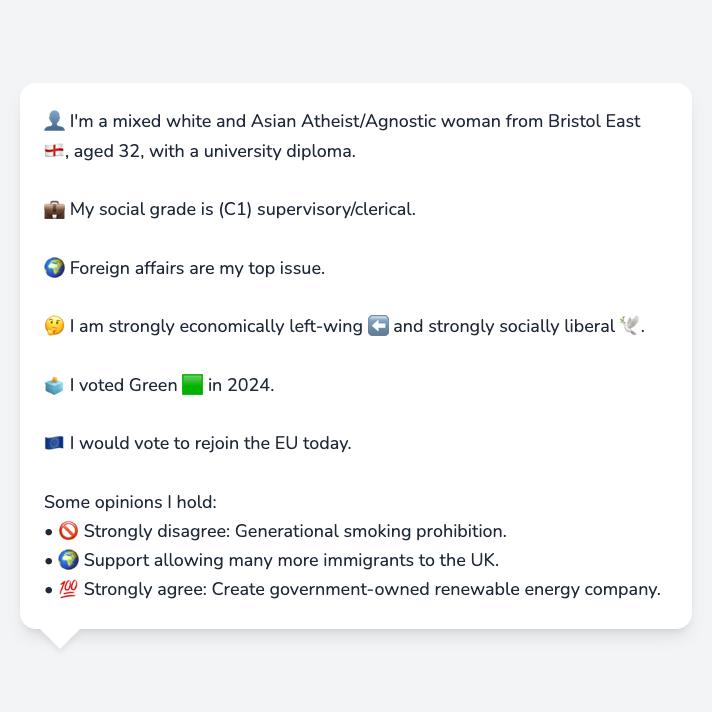 👤 I'm a mixed white and Asian Atheist/Agnostic woman from Bristol East
🏴󠁧󠁢󠁥󠁮󠁧󠁿, aged 32, with a university diploma.
💼 My social grade is (C1) supervisory/clerical.
🌍 Foreign affairs are my top issue.
🤔 I am strongly economically left-wing ⬅️ and strongly socially liberal 🕊️.
🗳️ I voted Green 🟩 in 2024.
🇪🇺 I would vote to rejoin the EU today.
Some opinions I hold:
• 🚫 Strongly disagree: Generational smoking prohibition.
• 🌍 Support allowing many more immigrants to the UK.
• 💯 Strongly agree: Create government-owned renewable energy company.